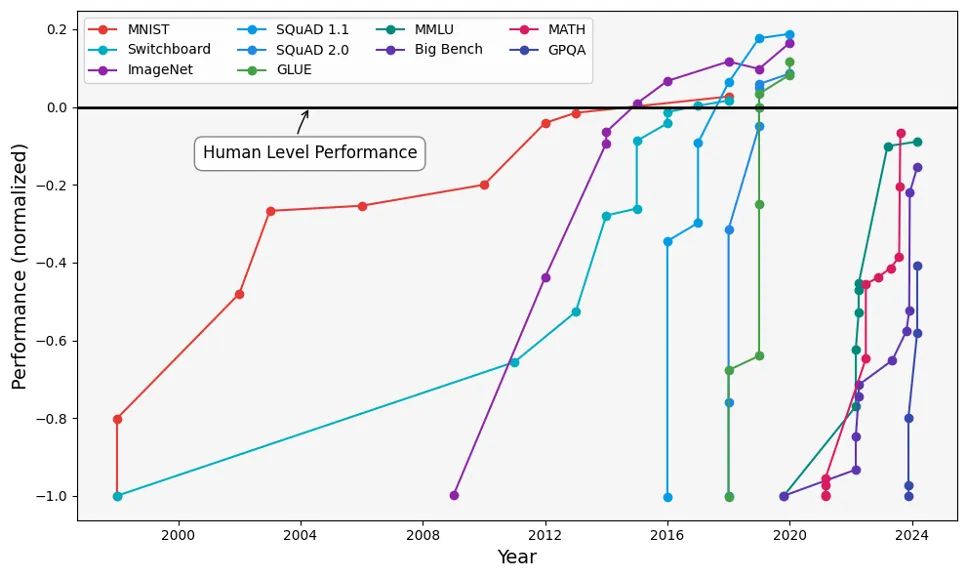 MNIST
Switchboard
ImageNet
SQuAD 1.1
SQuAD 2.0
GLUE
MMLU
Big Bench
MATH
GPQA
Human Level Performance
Performance (normalized)
0.2
0.0
−0.2
−0.4
−0.6
−0.8
−1.0
2000
2004
2008
2012
2016
2020
2024
Year